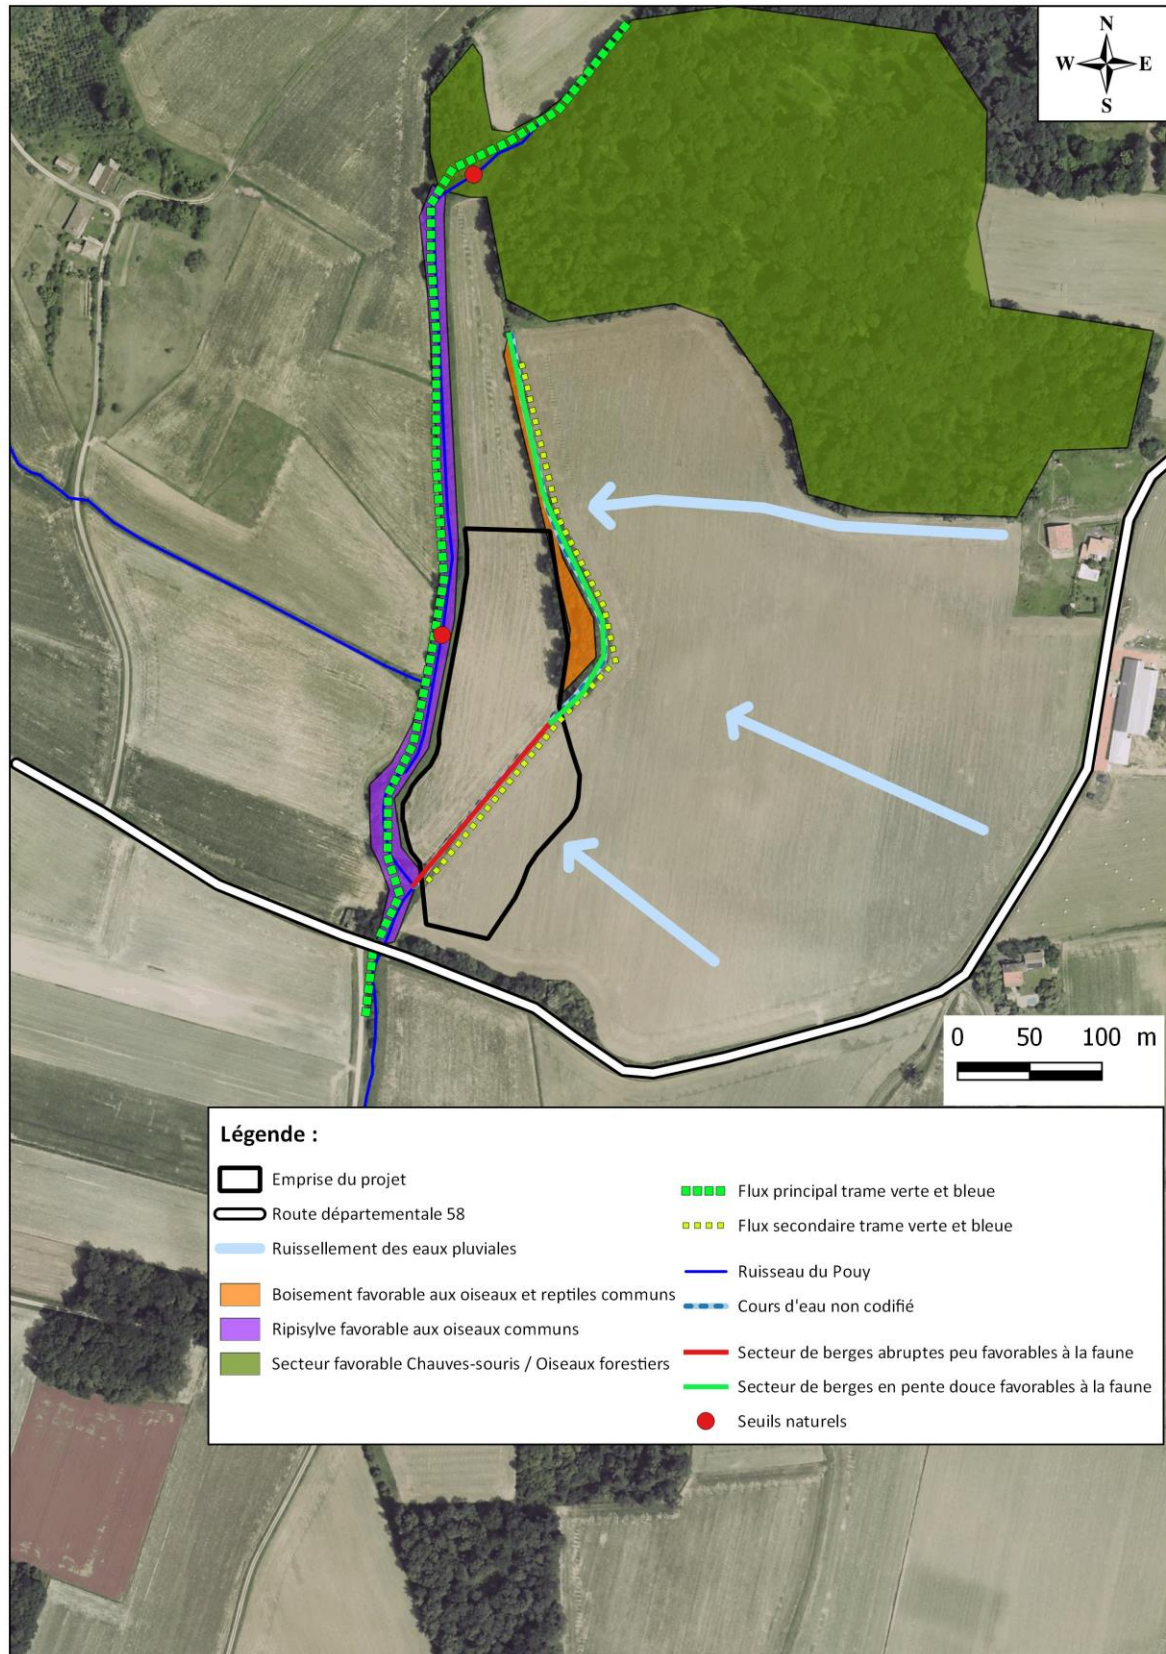 N
W E
S
0 50 100 m
Légende :
Emprise du projet
Route départementale 58
Ruissellement des eaux pluviales
Boisement favorable aux oiseaux et reptiles communs
Ripisylve favorable aux oiseaux communs
Secteur favorable Chauves-souris / Oiseaux forestiers
Flux principal trame verte et bleue
Flux secondaire trame verte et bleue
Ruisseau du Pouy
Cours d'eau non codifié
Secteur de berges abruptes peu favorables à la faune
Secteur de berges en pente douce favorables à la faune
Seuils naturels